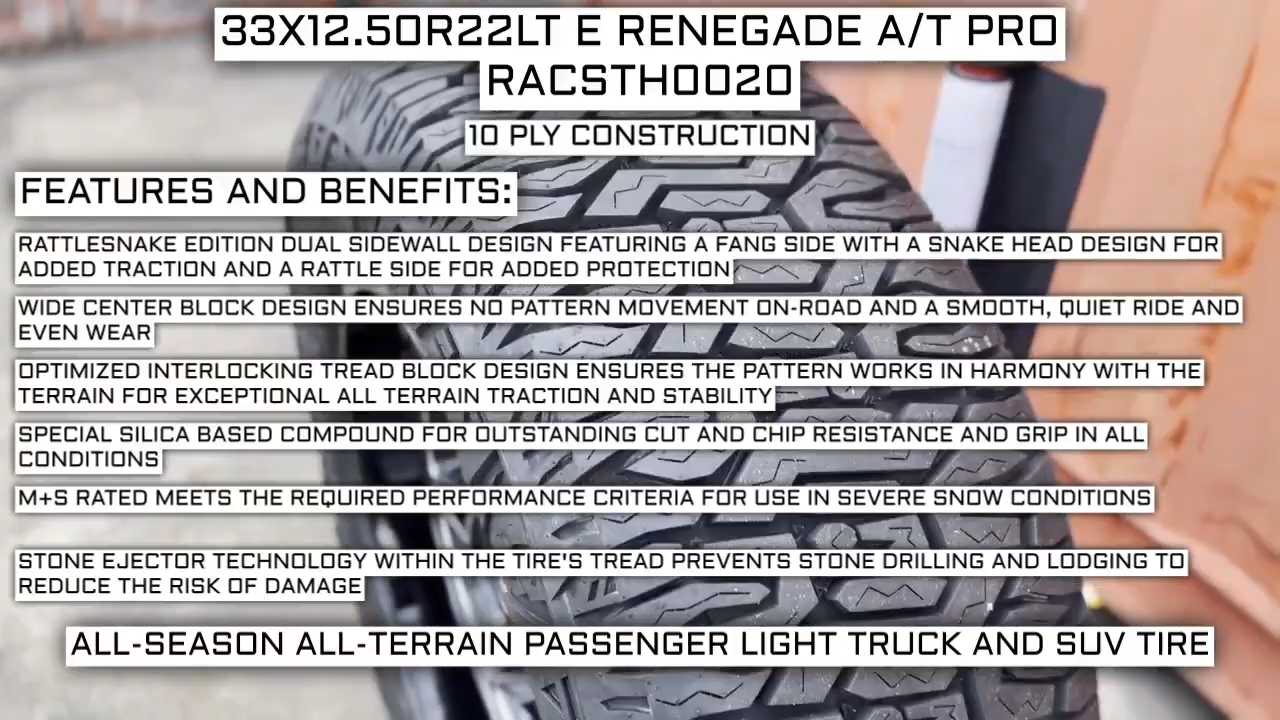 33X12.50R22LT E RENEGADE A/T PRO
RACSTH0020
10 PLY CONSTRUCTION
FEATURES AND BENEFITS:
RATTLESNAKE EDITION DUAL SIDEWALL DESIGN FEATURING A FANG SIDE WITH A SNAKE HEAD DESIGN FOR
ADDED TRACTION AND A RATTLE SIDE FOR ADDED PROTECTION
WIDE CENTER BLOCK DESIGN ENSURES NO PATTERN MOVEMENT ON-ROAD AND A SMOOTH, QUIET RIDE AND
EVEN WEAR
OPTIMIZED INTERLOCKING TREAD BLOCK DESIGN ENSURES THE PATTERN WORKS IN HARMONY WITH THE
TERRAIN FOR EXCEPTIONAL ALL TERRAIN TRACTION AND STABILITY
SPECIAL SILICA BASED COMPOUND FOR OUTSTANDING CUT AND CHIP RESISTANCE AND GRIP IN ALL
CONDITIONS
M+S RATED MEETS THE REQUIRED PERFORMANCE CRITERIA FOR USE IN SEVERE SNOW CONDITIONS
STONE EJECTOR TECHNOLOGY WITHIN THE TIRE'S TREAD PREVENTS STONE DRILLING AND LODGING TO
REDUCE THE RISK OF DAMAGE
ALL-SEASON ALL-TERRAIN PASSENGER LIGHT TRUCK AND SUV TIRE